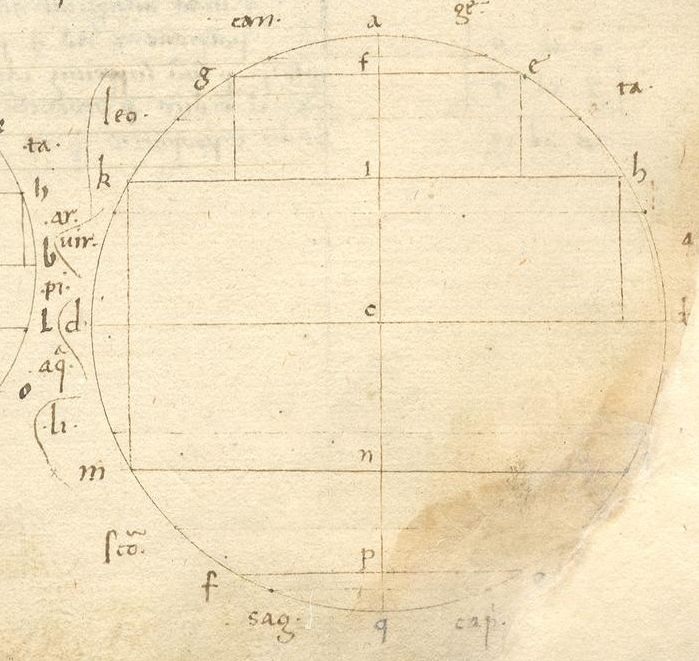 can. a ge
g f e
leo. ta.
ta.
k i h
h
ar.
uir.
b
pi.
l d c
aq
o
li.
m n
sco.
f p
sag. q cap.